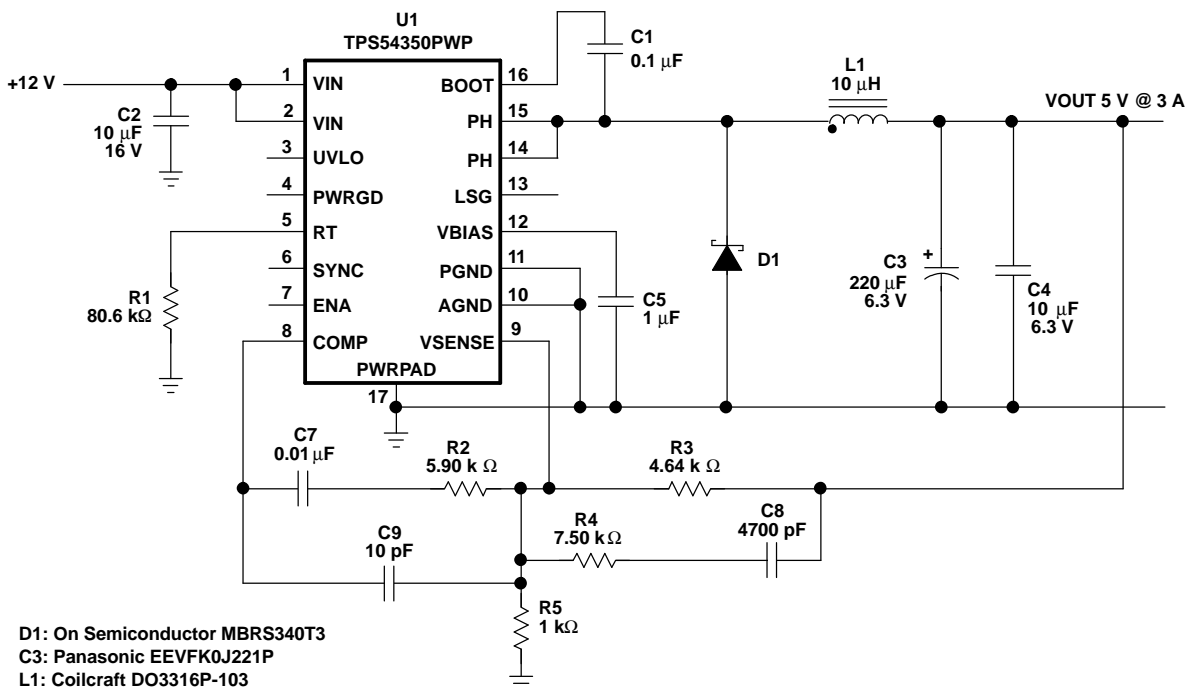 U1
TPS54350PWP
+12 V
C2
10 μF
16 V
1
VIN
2
VIN
3
UVLO
4
PWRGD
5
RT
6
SYNC
7
ENA
8
COMP
16
BOOT
15
PH
14
PH
13
LSG
12
VBIAS
11
PGND
10
AGND
9
VSENSE
PWRPAD
17
C1
0.1 μF
L1
10 μH
VOUT 5 V @ 3 A
R1
80.6 kΩ
C5
1 μF
D1
C3
220 μF
6.3 V
+
C4
10 μF
6.3 V
C7
0.01 μF
R2
5.90 k Ω
R3
4.64 k Ω
C9
10 pF
R4
7.50 k Ω
C8
4700 pF
R5
1 kΩ
D1: On Semiconductor MBRS340T3
C3: Panasonic EEVFK0J221P
L1: Coilcraft DO3316P-103